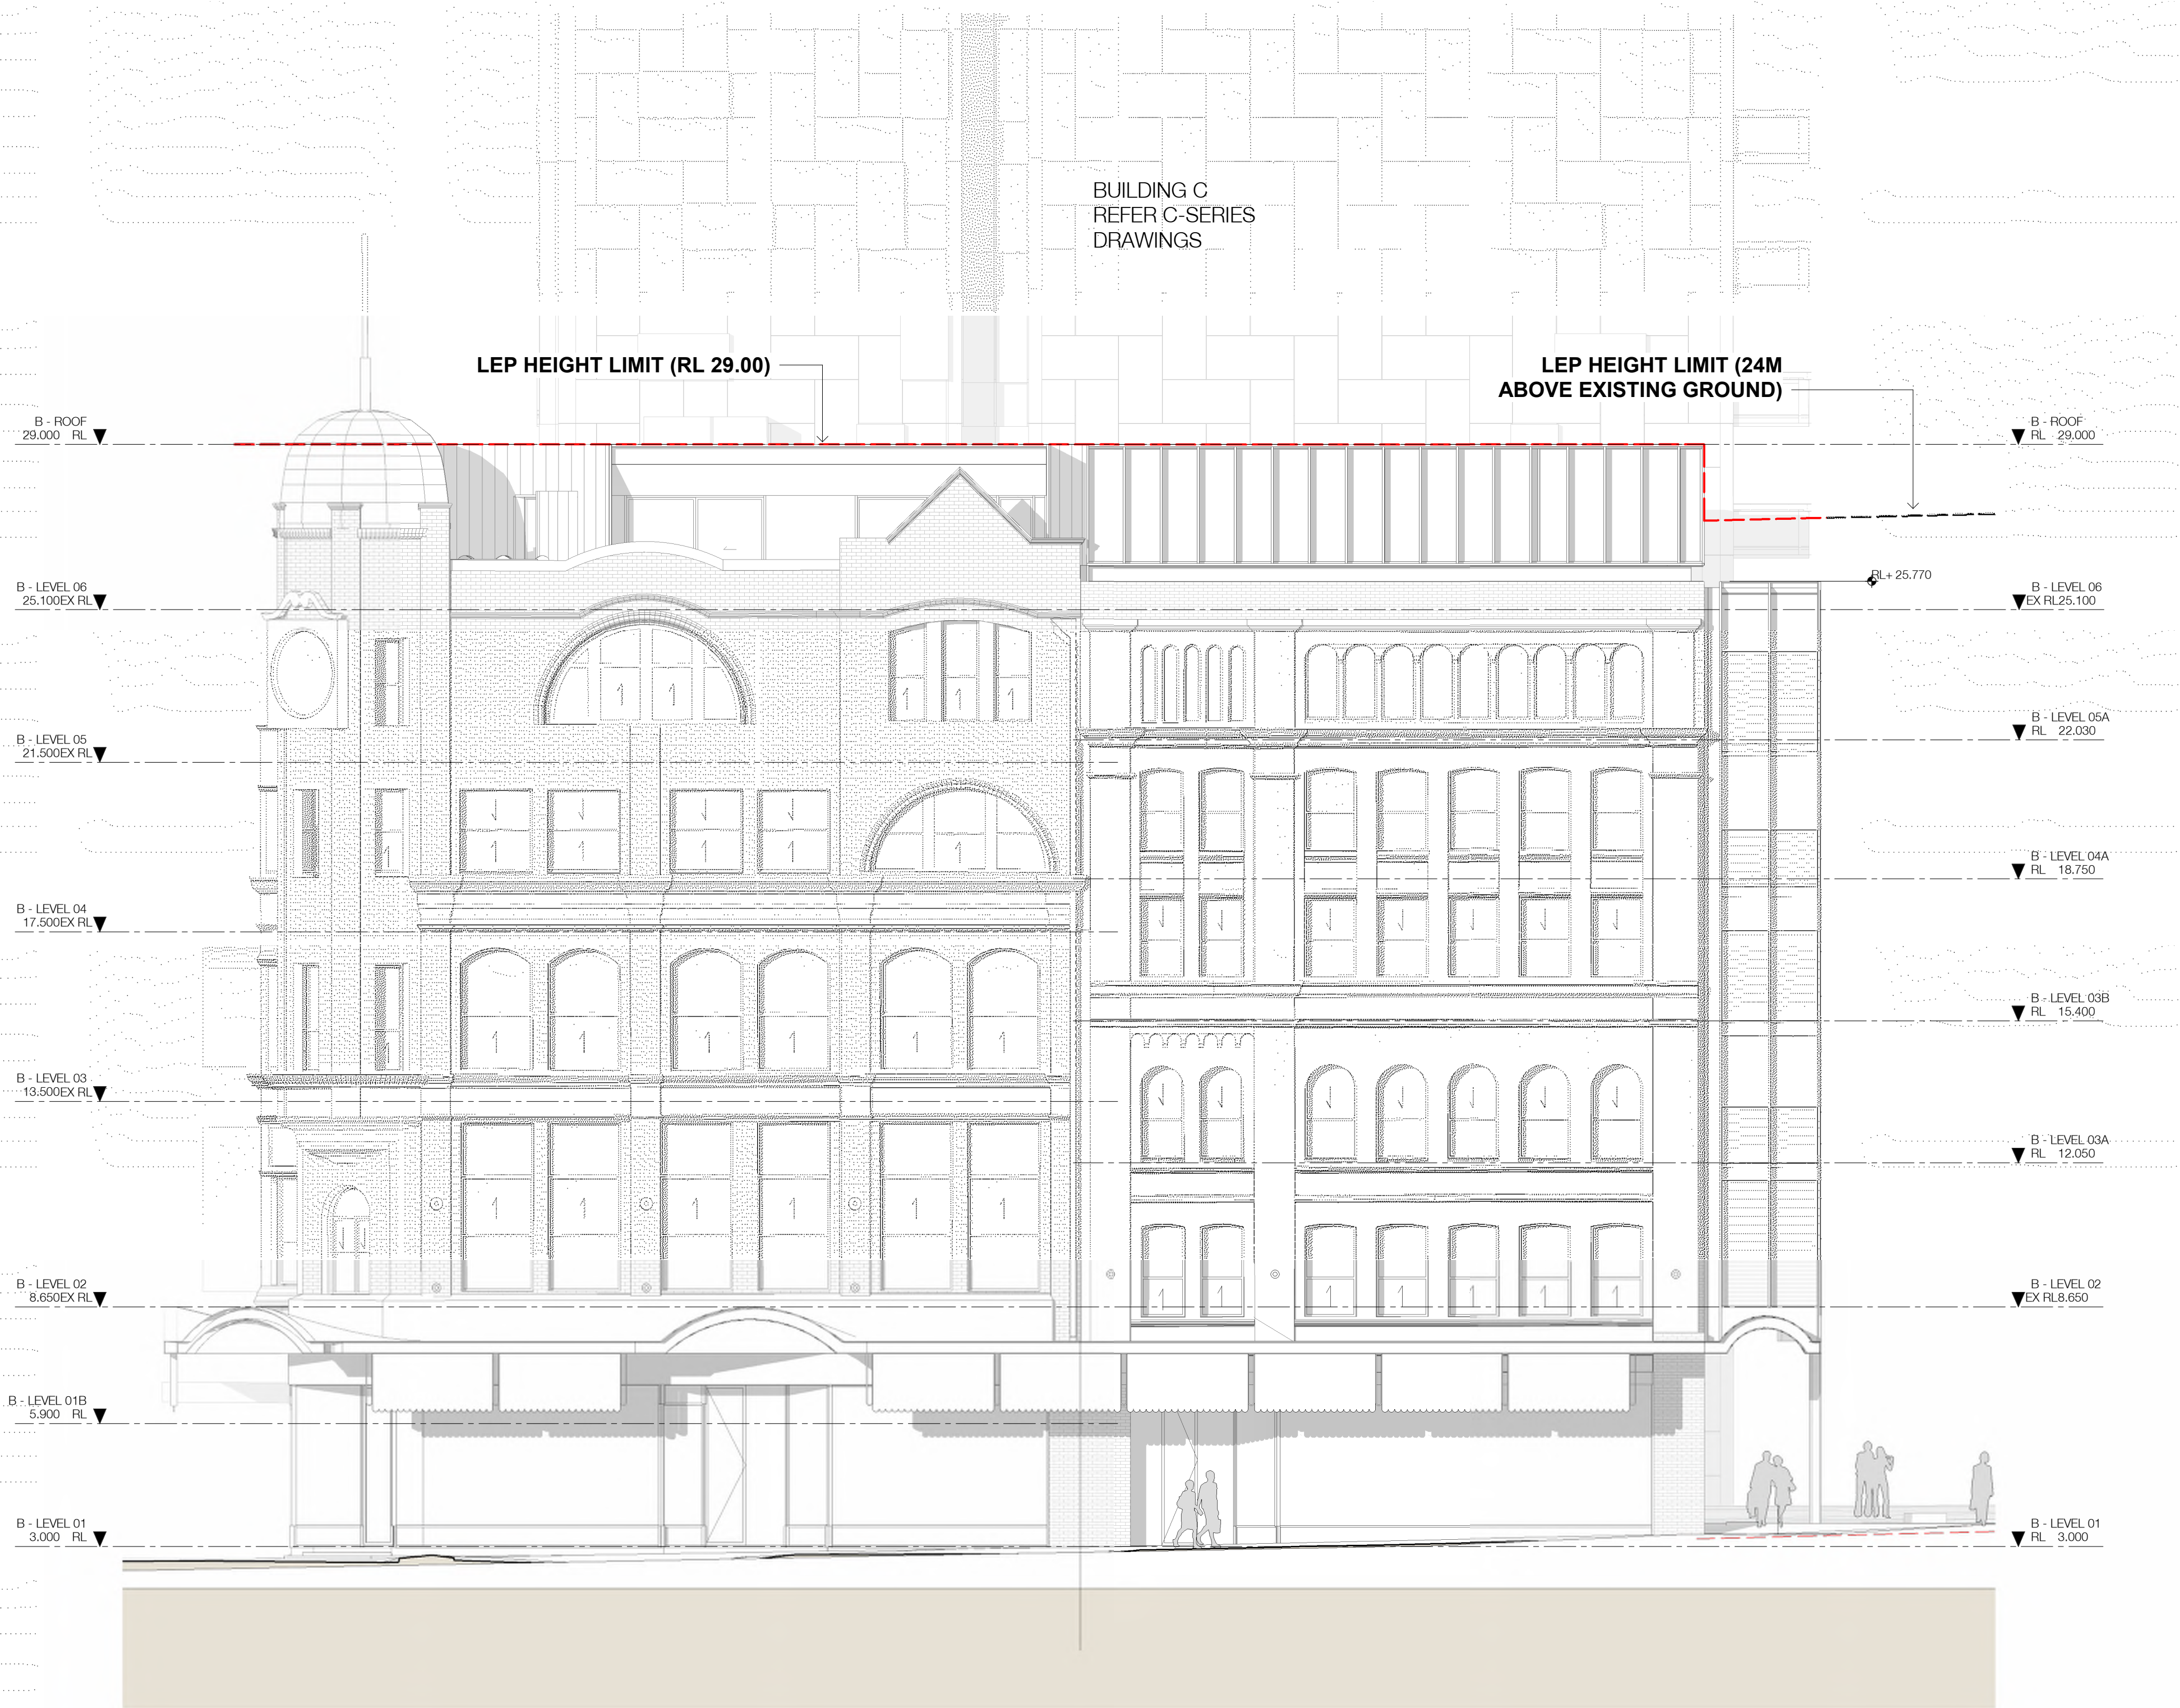 BUILDING C
REFER C-SERIES
DRAWINGS
LEP HEIGHT LIMIT (RL 29.00)
LEP HEIGHT LIMIT (24M
ABOVE EXISTING GROUND)
B - ROOF
29.000 RL
B - LEVEL 06
25.100EX RL
B - LEVEL 05
21.500EX RL
B - LEVEL 04
17.500EX RL
B - LEVEL 03
13.500EX RL
B - LEVEL 02
8.650EX RL
B - LEVEL 01B
5.900 RL
B - LEVEL 01
3.000 RL
B - ROOF
RL 29.000
RL+ 25.770
B - LEVEL 06
EX RL25.100
B - LEVEL 05A
RL 22.030
B - LEVEL 04A
RL 18.750
B - LEVEL 03B
RL 15.400
B - LEVEL 03A
RL 12.050
B - LEVEL 02
EX RL8.650
B - LEVEL 01
RL 3.000